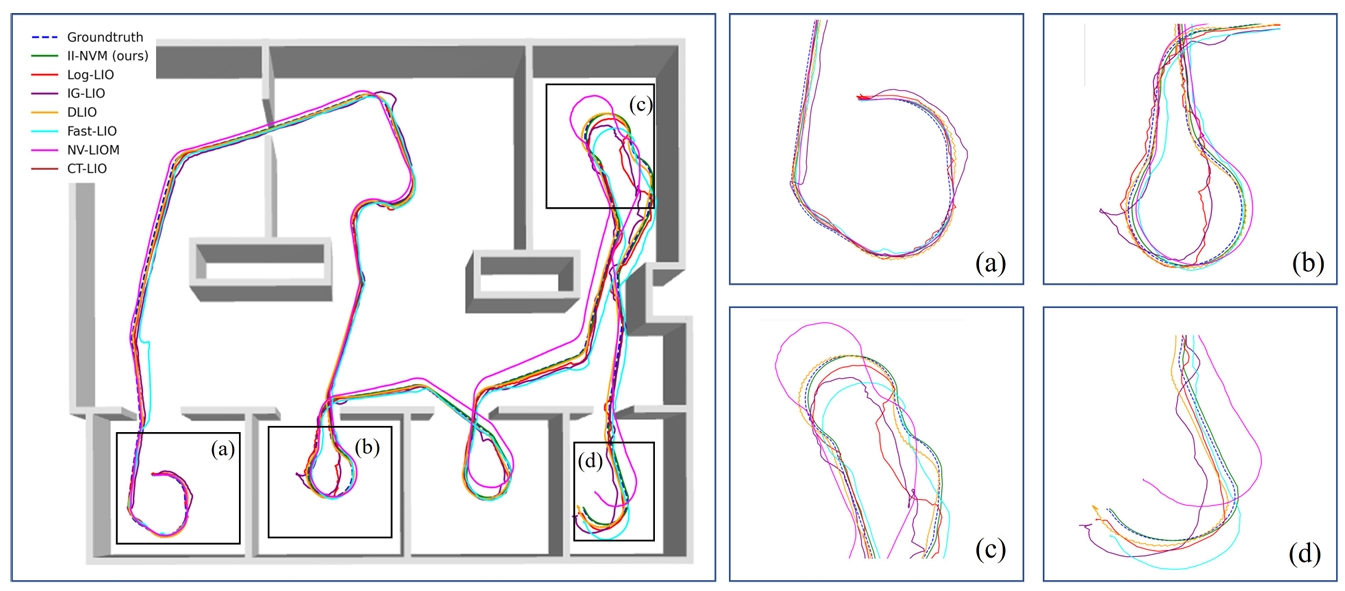 Groundtruth
II-NVM (ours)
Log-LIO
IG-LIO
DLIO
Fast-LIO
NV-LIOM
CT-LIO
(c)
(a)
(b)
(d)
(a)
(b)
(c)
(d)